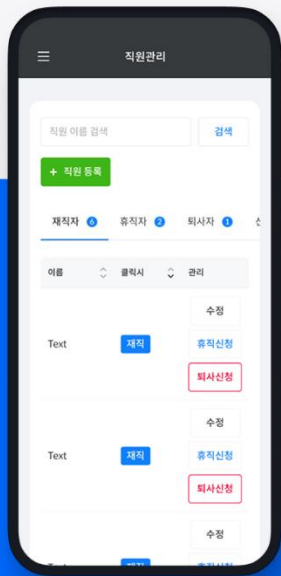 직원관리
직원 이름 검색 검색
+ 직원 등록
재직자 6 휴직자 2 퇴사자 1
이름 클릭시 관리
수정
Text 재직 휴직신청
퇴사신청
수정
Text 재직 휴직신청
퇴사신청
수정